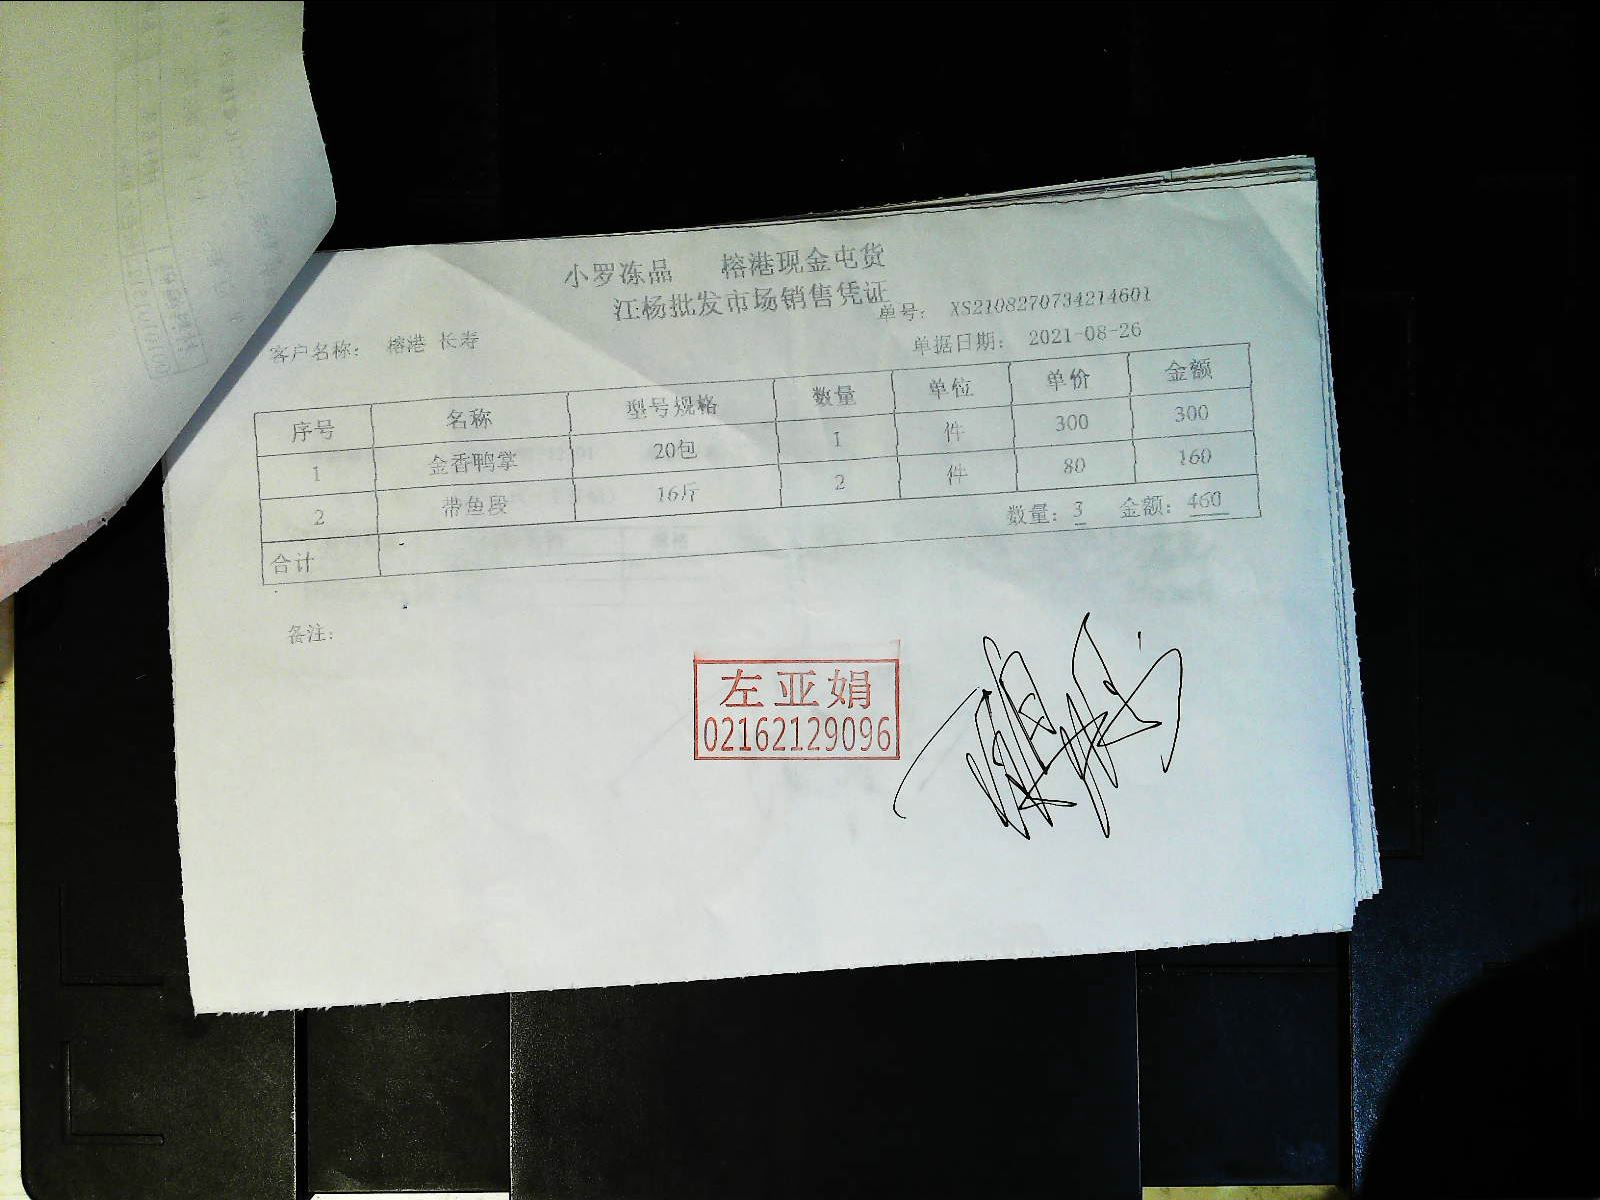 小罗冻品 榕港现金屯货
江杨批发市场销售凭证
单号: XS2108270734214601
客户名称: 榕港 长寿 单据日期: 2021-08-26
序号 名称 型号规格 数量 单位 单价 金额
1 金香鸭掌 20包 1 件 300 300
2 带鱼段 16斤 2 件 80 160
合计 数量: 3 金额: 460
备注:
左亚娟
02162129096